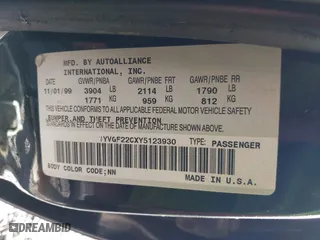 MFD. BY AUTOALLIANCE
INTERNATIONAL, INC.
DATE GVWR/PNBV GAWR/PNBE FRT GAWR/PNBE RR
11/01/99 3904 LB 2114 LB 1790 LB
1771 KG 959 KG 812 KG
THIS VEHICLE CONFORMS TO ALL
APPLICABLE FEDERAL MOTOR VEHICLE SAFETY
BUMPER AND THEFT PREVENTION
STANDARDS IN EFFECT ON THE DATE OF
MANUFACTURE SHOWN ABOVE.
1YVGF22CXY5123930 TYPE: PASSENGER
BODY COLOR CODE;NN
MADE IN U.S.A.
DREAMBID